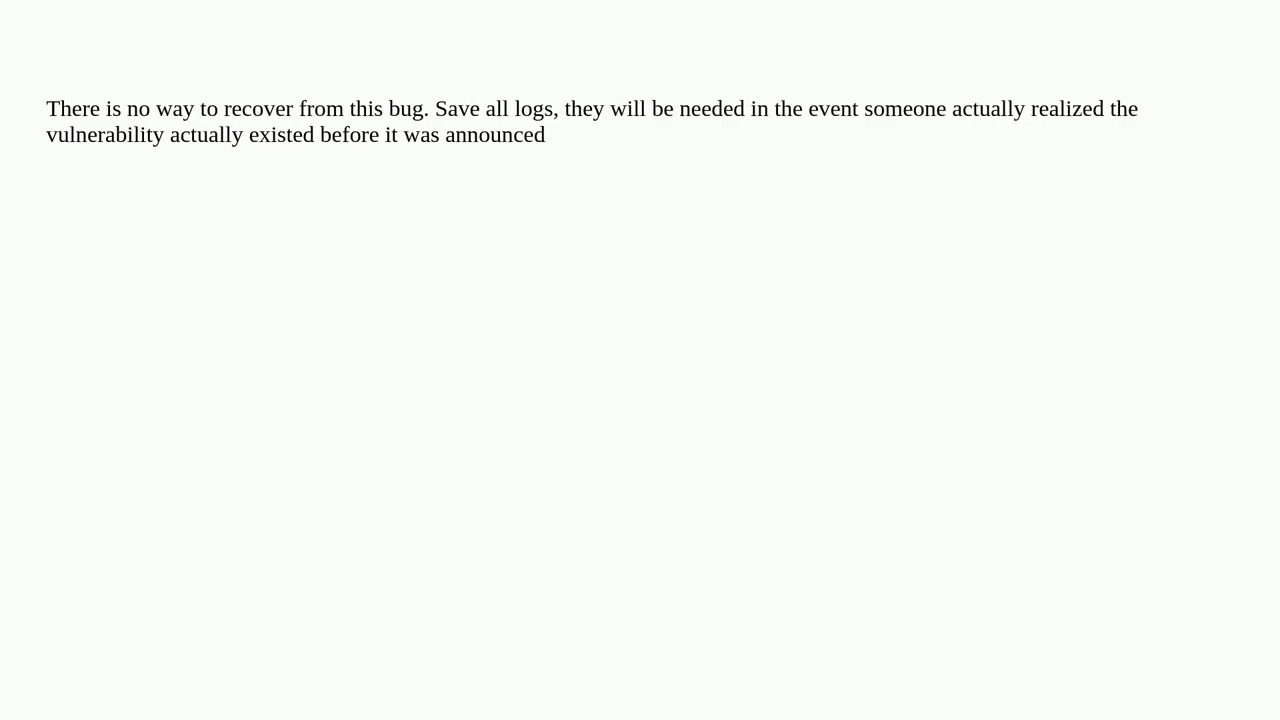 There is no way to recover from this bug. Save all logs, they will be needed in the event someone actually realized the
vulnerability actually existed before it was announced